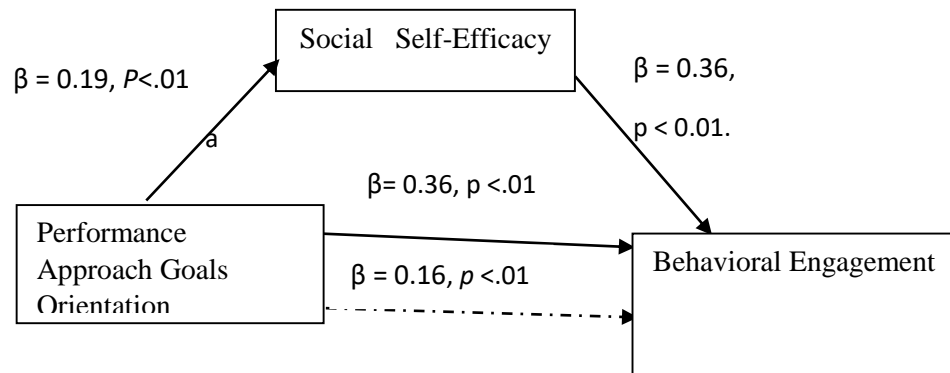 Social Self-Efficacy
β = 0.19, P<.01
β = 0.36,
p < 0.01.
a
β= 0.36, p <.01
Performance
Approach Goals
Orientation
β = 0.16, p <.01
Behavioral Engagement